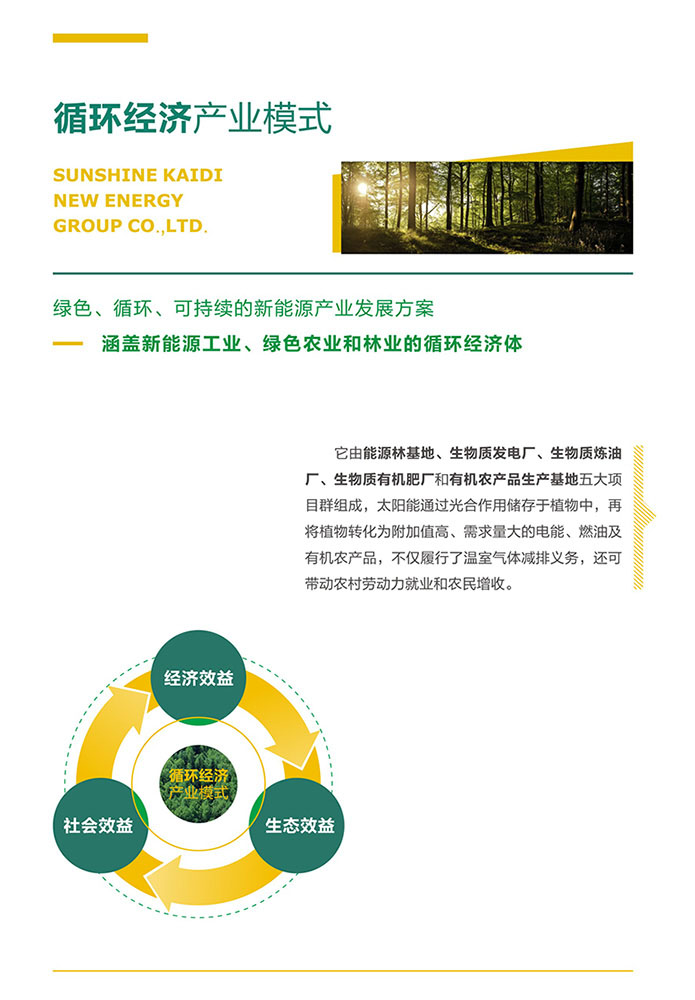 循环经济产业模式
SUNSHINE KAIDI
NEW ENERGY
GROUP CO.,LTD.
绿色、循环、可持续的新能源产业发展方案
涵盖新能源工业、绿色农业和林业的循环经济体
它由能源林基地、生物质发电厂、生物质炼油
厂、生物质有机肥厂和有机农产品生产基地五大项
目群组成，太阳能通过光合作用储存于植物中，再
将植物转化为附加值高、需求量大的电能、燃油及
有机农产品，不仅履行了温室气体减排义务，还可
带动农村劳动力就业和农民增收。
经济效益
循环经济
产业模式
社会效益
生态效益